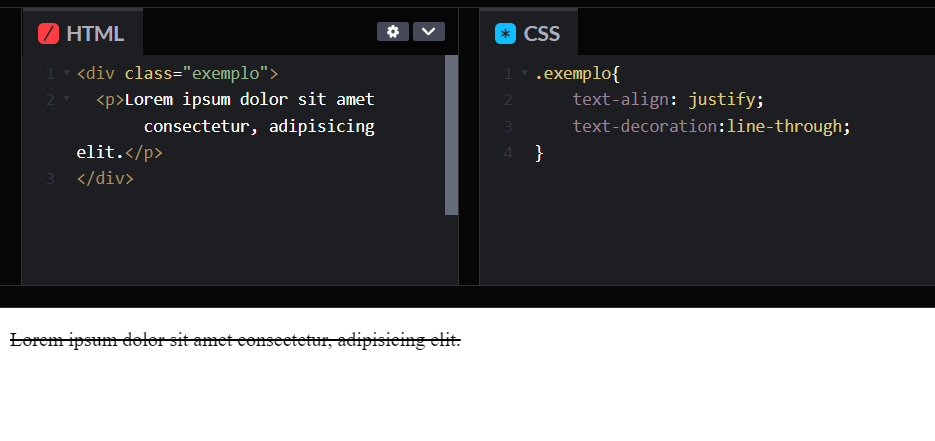 HTML
1 <div class="exemplo">
2 <p>Lorem ipsum dolor sit amet
consectetur, adipisicing
elit.</p>
3 </div>
CSS
1 .exemplo{
2 text-align: justify;
3 text-decoration:line-through;
4 }
Lorem ipsum dolor sit amet consectetur, adipisicing elit.